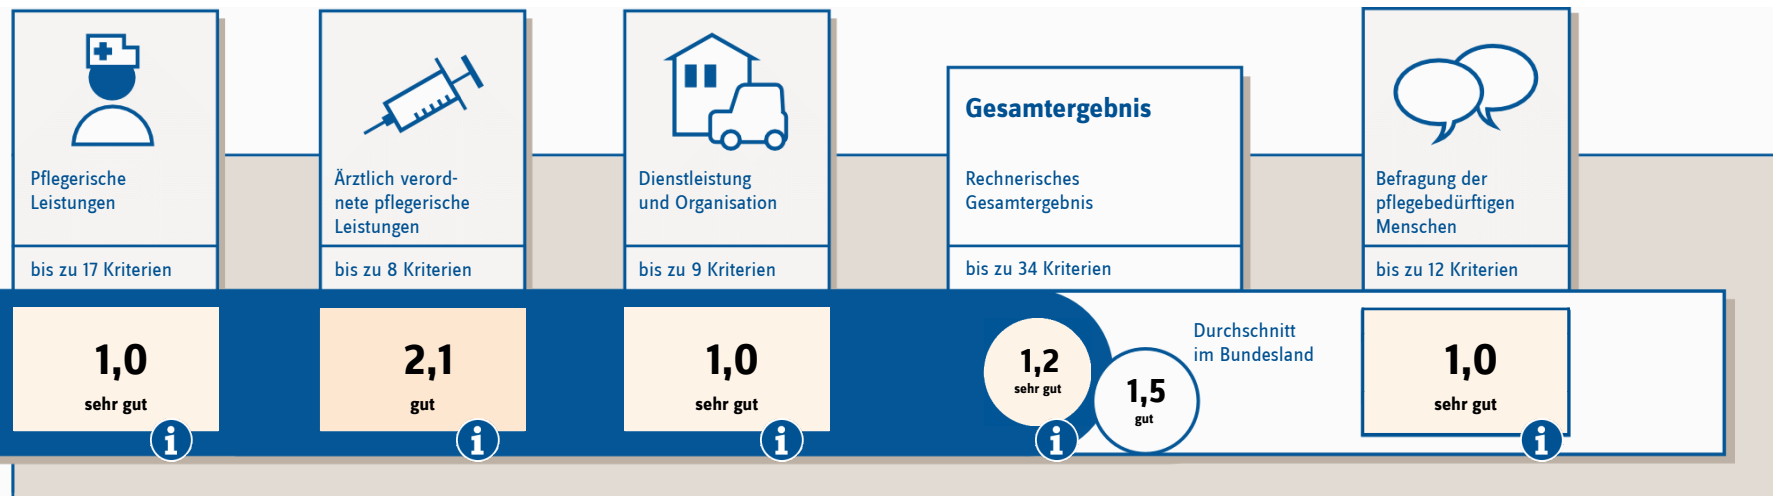 Pflegerische
Leistungen
bis zu 17 Kriterien
1,0
sehr gut
i
Ärztlich verord-
nete pflegerische
Leistungen
bis zu 8 Kriterien
2,1
gut
i
Dienstleistung
und Organisation
bis zu 9 Kriterien
1,0
sehr gut
i
Gesamtergebnis
Rechnerisches
Gesamtergebnis
bis zu 34 Kriterien
1,2
sehr gut
i
1,5
gut
Durchschnitt
im Bundesland
Befragung der
pflegebedürftigen
Menschen
bis zu 12 Kriterien
1,0
sehr gut
i